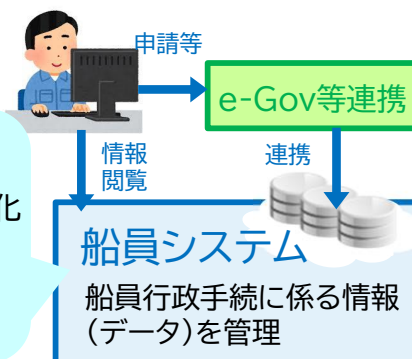 申請等
e-Gov等連携
情報
閲覧
連携
化
船員システム
船員行政手続に係る情報
(データ)を管理